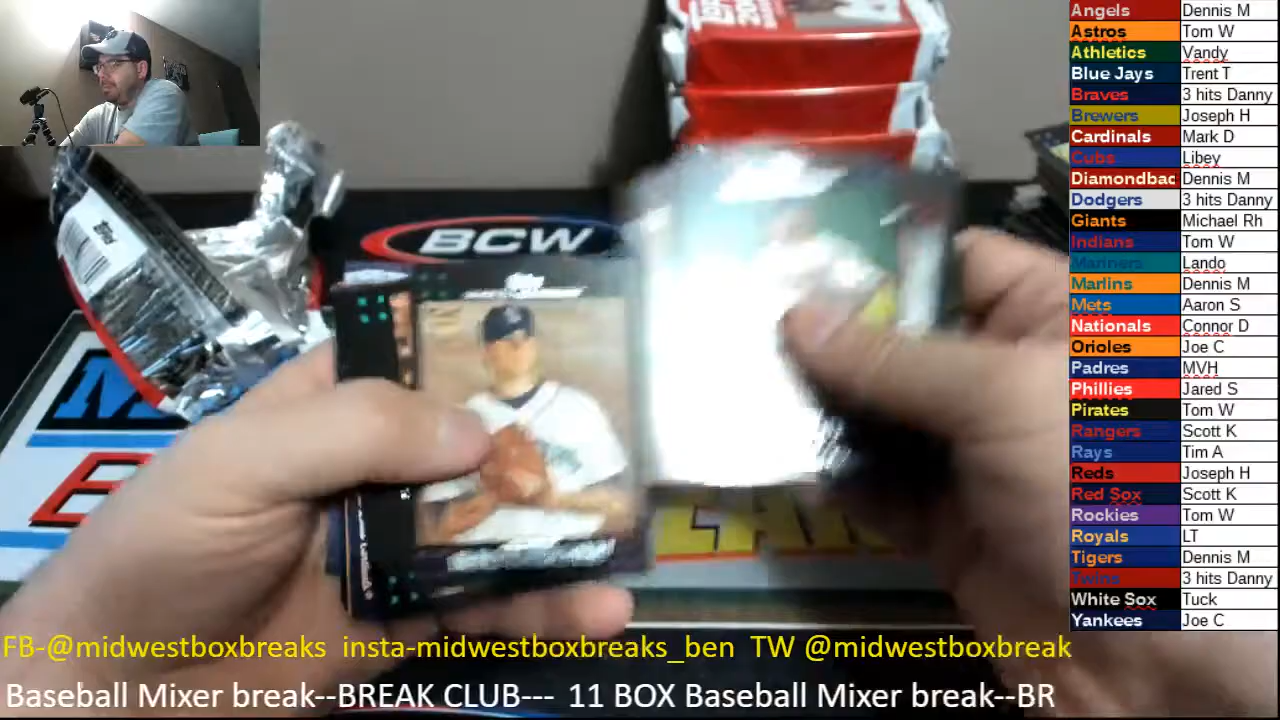 Angels Dennis M
Astros Tom W
Athletics Vandy
Blue Jays Trent T
Braves 3 hits Danny
Brewers Joseph H
Cardinals Mark D
Cubs Libey
Diamondbac Dennis M
Dodgers 3 hits Danny
Giants Michael Rh
Indians Tom W
Mariners Lando
Marlins Dennis M
Mets Aaron S
Nationals Connor D
Orioles Joe C
Padres MVH
Phillies Jared S
Pirates Tom W
Rangers Scott K
Rays Tim A
Reds Joseph H
Red Sox Scott K
Rockies Tom W
Royals LT
Tigers Dennis M
Twins 3 hits Danny
White Sox Tuck
Yankees Joe C
BCW
FB-@midwestboxbreaks insta-midwestboxbreaks_ben TW @midwestboxbreak
Baseball Mixer break--BREAK CLUB--- 11 BOX Baseball Mixer break--BR